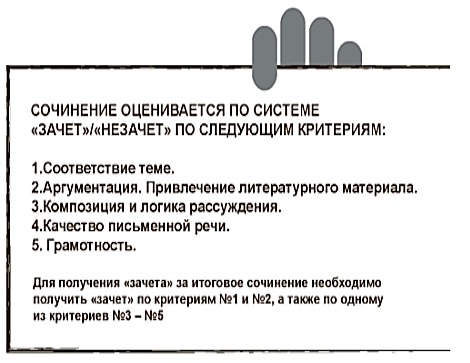 СОЧИНЕНИЕ ОЦЕНИВАЕТСЯ ПО СИСТЕМЕ
«ЗАЧЕТ»/«НЕЗАЧЕТ» ПО СЛЕДУЮЩИМ КРИТЕРИЯМ:
1.Соответствие теме.
2.Аргументация. Привлечение литературного материала.
3.Композиция и логика рассуждения.
4.Качество письменной речи.
5. Грамотность.
Для получения «зачета» за итоговое сочинение необходимо
получить «зачет» по критериям №1 и №2, а также по одному
из критериев №3 – №5